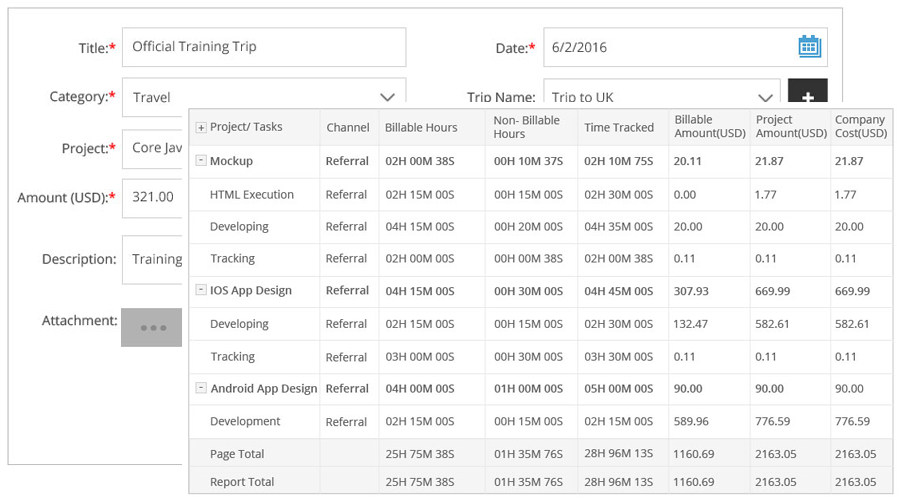 Title:* Official Training Trip Date:* 6/2/2016
Category:* Travel Trip Name: Trip to UK +
Project:* Core Jav
Amount (USD):* 321.00
Description: Training
Attachment:
+ Project/ Tasks Channel Billable Hours Non- Billable Hours Time Tracked Billable Amount(USD) Project Amount(USD) Company Cost(USD)
- Mockup Referral 02H 00M 38S 00H 10M 37S 02H 10M 75S 20.11 21.87 21.87
HTML Execution Referral 02H 15M 00S 00H 15M 00S 02H 30M 00S 0.00 1.77 1.77
Developing Referral 04H 15M 00S 00H 20M 00S 04H 35M 00S 20.00 20.00 20.00
Tracking Referral 02H 00M 00S 00H 00M 38S 02H 00M 38S 0.11 0.11 0.11
- IOS App Design Referral 04H 15M 00S 00H 30M 00S 04H 45M 00S 307.93 669.99 669.99
Developing Referral 02H 15M 00S 00H 15M 00S 02H 30M 00S 132.47 582.61 582.61
Tracking Referral 03H 00M 00S 00H 30M 00S 03H 30M 00S 0.11 0.11 0.11
- Android App Design Referral 04H 00M 00S 01H 00M 00S 05H 00M 00S 90.00 90.00 90.00
Development Referral 02H 15M 00S 00H 15M 00S 02H 15M 00S 589.96 776.59 776.59
Page Total 25H 75M 38S 01H 35M 76S 28H 96M 13S 1160.69 2163.05 2163.05
Report Total 25H 75M 38S 01H 35M 76S 28H 96M 13S 1160.69 2163.05 2163.05